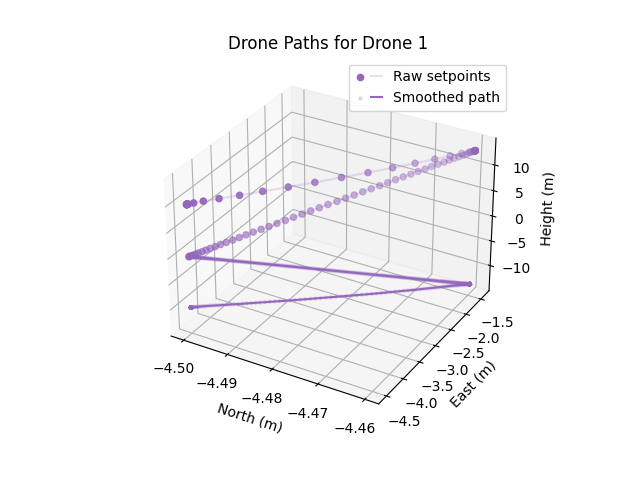 Drone Paths for Drone 1
Raw setpoints
Smoothed path
10
5
0
−5
−10
Height (m)
−1.5
−2.0
−2.5
−3.0
−3.5
−4.0
−4.5
East (m)
−4.50
−4.49
−4.48
−4.47
−4.46
North (m)